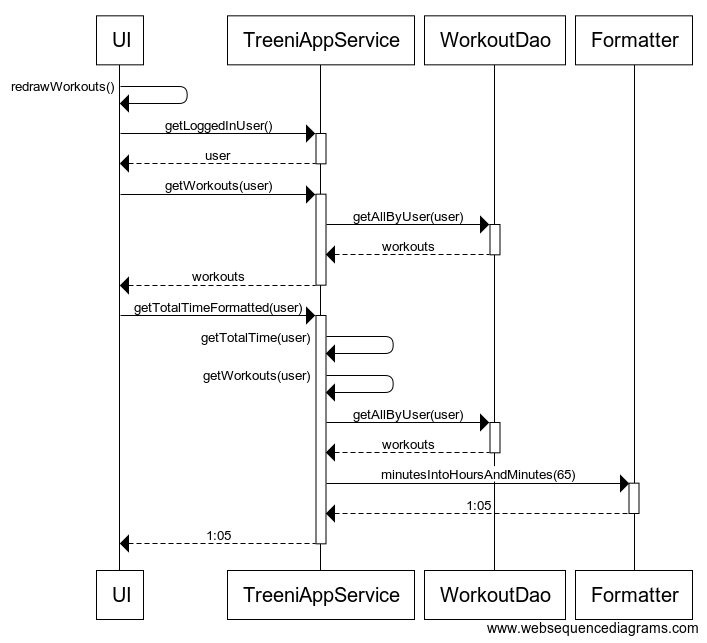 UI
TreeniAppService
WorkoutDao
Formatter
redrawWorkouts()
getLoggedInUser()
user
getWorkouts(user)
getAllByUser(user)
workouts
workouts
getTotalTimeFormatted(user)
getTotalTime(user)
getWorkouts(user)
getAllByUser(user)
workouts
minutesIntoHoursAndMinutes(65)
1:05
1:05
UI
TreeniAppService
WorkoutDao
Formatter
www.websequencediagrams.com